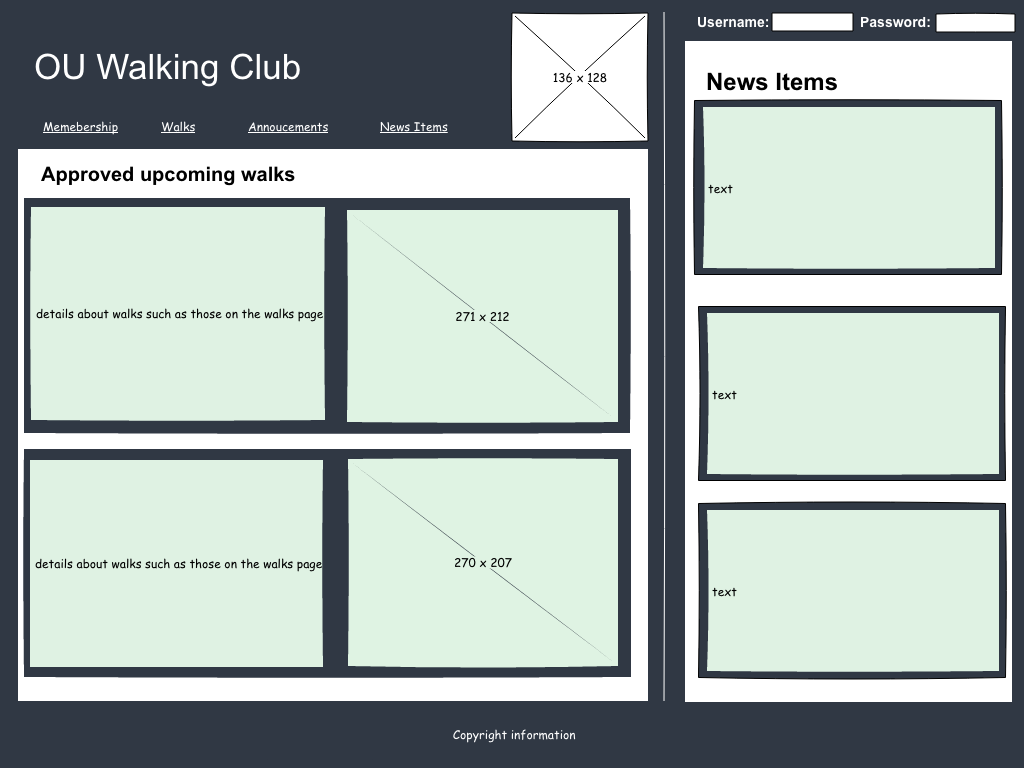 Username:
Password:
OU Walking Club
136 x 128
Memebership
Walks
Annoucements
News Items
Approved upcoming walks
details about walks such as those on the walks page
271 x 212
details about walks such as those on the walks page
270 x 207
News Items
text
text
text
Copyright information